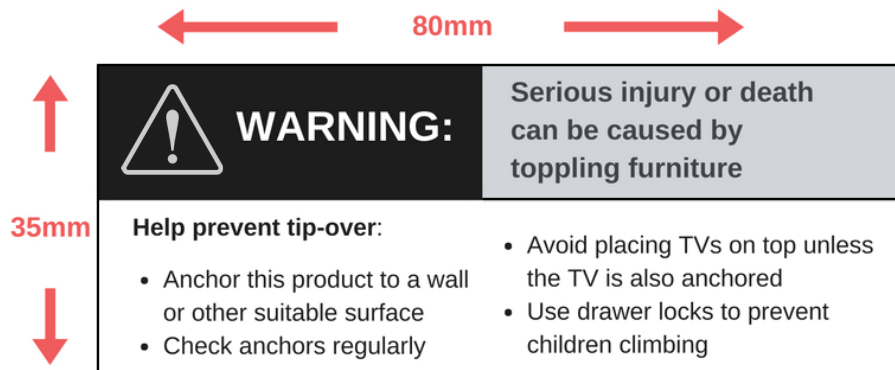 80mm
35mm
WARNING:
Serious injury or death
can be caused by
toppling furniture
Help prevent tip-over:
• Anchor this product to a wall
or other suitable surface
• Check anchors regularly
• Avoid placing TVs on top unless
the TV is also anchored
• Use drawer locks to prevent
children climbing